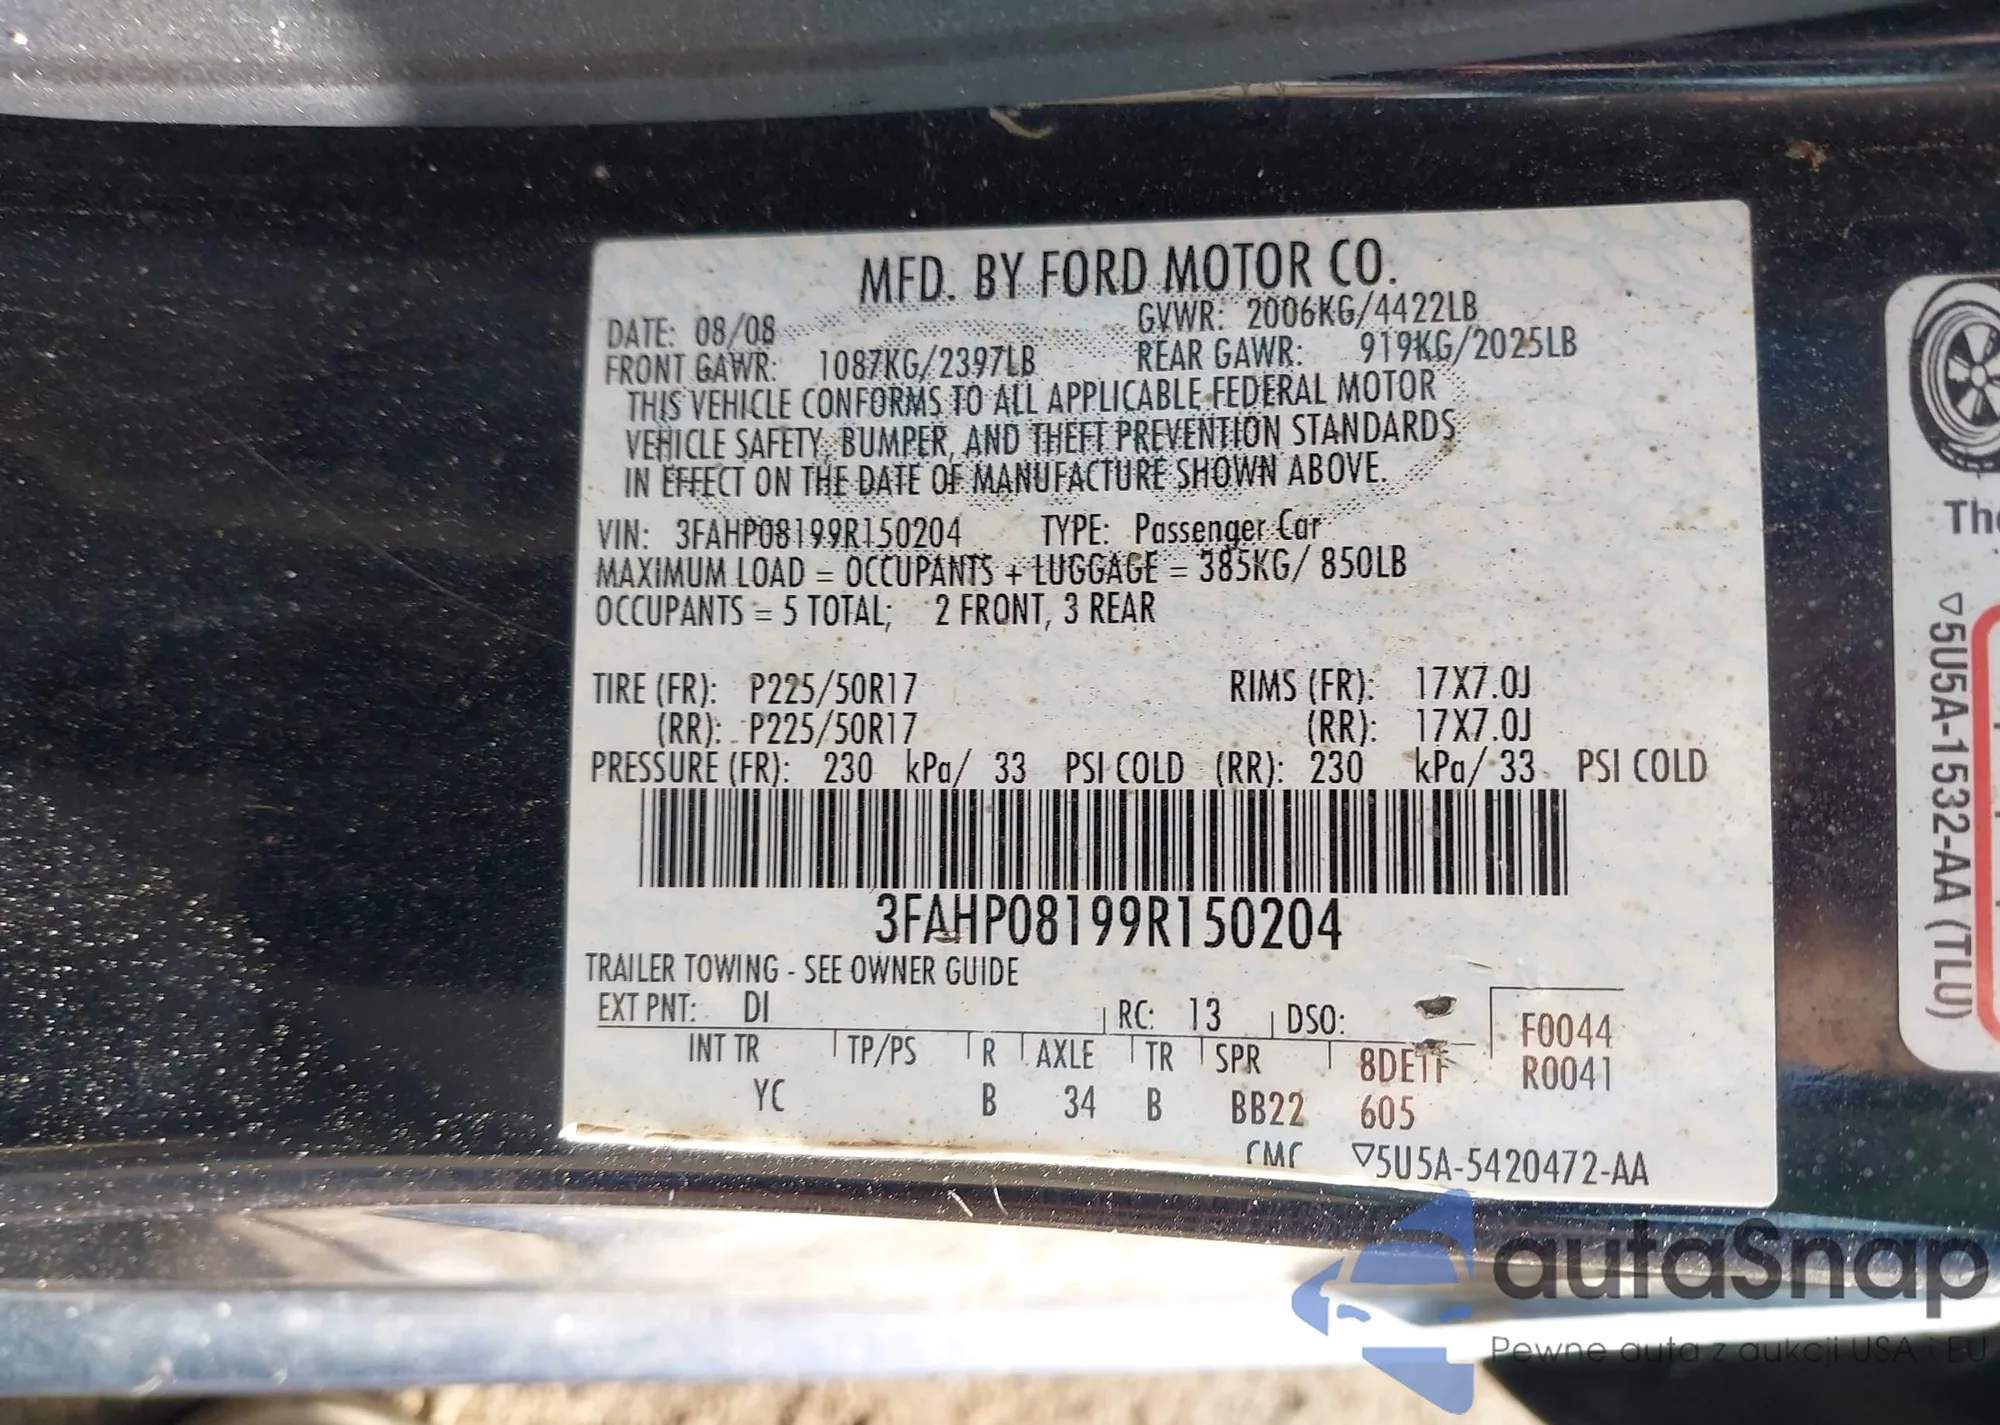 MFD. BY FORD MOTOR CO.
DATE: 08/08 GVWR: 2006KG/4422LB
FRONT GAWR: 1087KG/2397LB REAR GAWR: 919KG/2025LB
THIS VEHICLE CONFORMS TO ALL APPLICABLE FEDERAL MOTOR
VEHICLE SAFETY, BUMPER, AND THEFT PREVENTION STANDARDS
IN EFFECT ON THE DATE OF MANUFACTURE SHOWN ABOVE.
VIN: 3FAHP08199R150204 TYPE: Passenger Car
MAXIMUM LOAD = OCCUPANTS + LUGGAGE = 385KG/ 850LB
OCCUPANTS = 5 TOTAL; 2 FRONT, 3 REAR
TIRE (FR): P225/50R17 RIMS (FR): 17X7.0J
(RR): P225/50R17 (RR): 17X7.0J
PRESSURE (FR): 230 kPa/ 33 PSI COLD (RR): 230 kPa/ 33 PSI COLD
3FAHP08199R150204
TRAILER TOWING - SEE OWNER GUIDE
EXT PNT: DI RC: 13 DSO: F0044
INT TR TP/PS R AXLE TR SPR 8DETF R0041
YC B 34 B BB22 605
▽5U5A-5420472-AA
The
▽5U5A-1532-AA (TLU)
autaSnap
Pewne auta z aukcji USA i EU